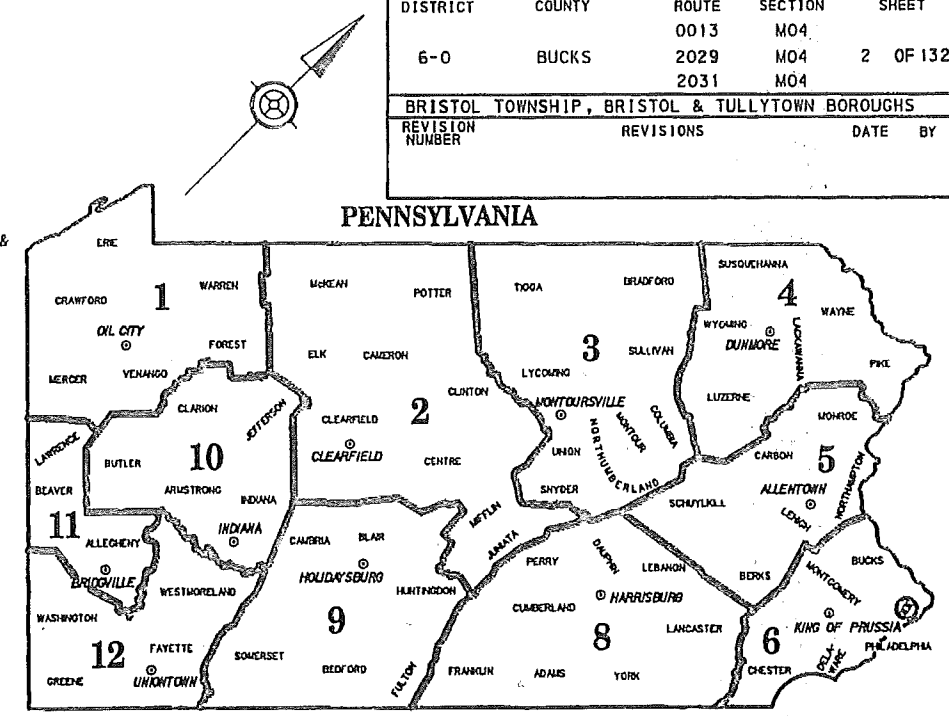 DISTRICT COUNTY ROUTE SECTION SHEET
0013 M04
6-0 BUCKS 2029 M04 2 OF 132
2031 M04
BRISTOL TOWNSHIP, BRISTOL & TULLYTOWN BOROUGHS
REVISION NUMBER REVISIONS DATE BY
PENNSYLVANIA
&
ERIE
CRAWFORD
1
WARREN
OIL CITY
FOREST
MERCER
VENANGO
McKEAN
POTTER
ELK
CAMERON
CLINTON
JEFFERSON
CLEARFIELD
2
CLEARFIELD
CENTRE
MIFFLIN
JUNIATA
TIOGA
BRADFORD
3
SULLIVAN
LYCOMING
MONTOURSVILLE
MONTOUR
COLUMBIA
NORTHUMBERLAND
UNION
SNYDER
SUSQUEHANNA
4
WAYNE
WYOMING
LACKAWANNA
DUNMORE
PIKE
LUZERNE
MONROE
CARBON
5
NORTHAMPTON
ALLENTOWN
LEHIGH
SCHUYLKILL
BERKS
CLARION
10
BUTLER
ARMSTRONG
INDIANA
INDIANA
LAWRENCE
BEAVER
11
ALLEGHENY
BRIDGVILLE
WESTMORELAND
WASHINGTON
12
FAYETTE
GREENE
UNIONTOWN
CAMBRIA
BLAIR
HOLIDAYSBURG
HUNTINGDON
9
SOMERSET
BEDFORD
FULTON
PERRY
DAUPHIN
LEBANON
CUMBERLAND
HARRISBURG
8
LANCASTER
FRANKLIN
ADAMS
YORK
BUCKS
MONTGOMERY
6
KING OF PRUSSIA
PHILADELPHIA
CHESTER
DELA-
WARE